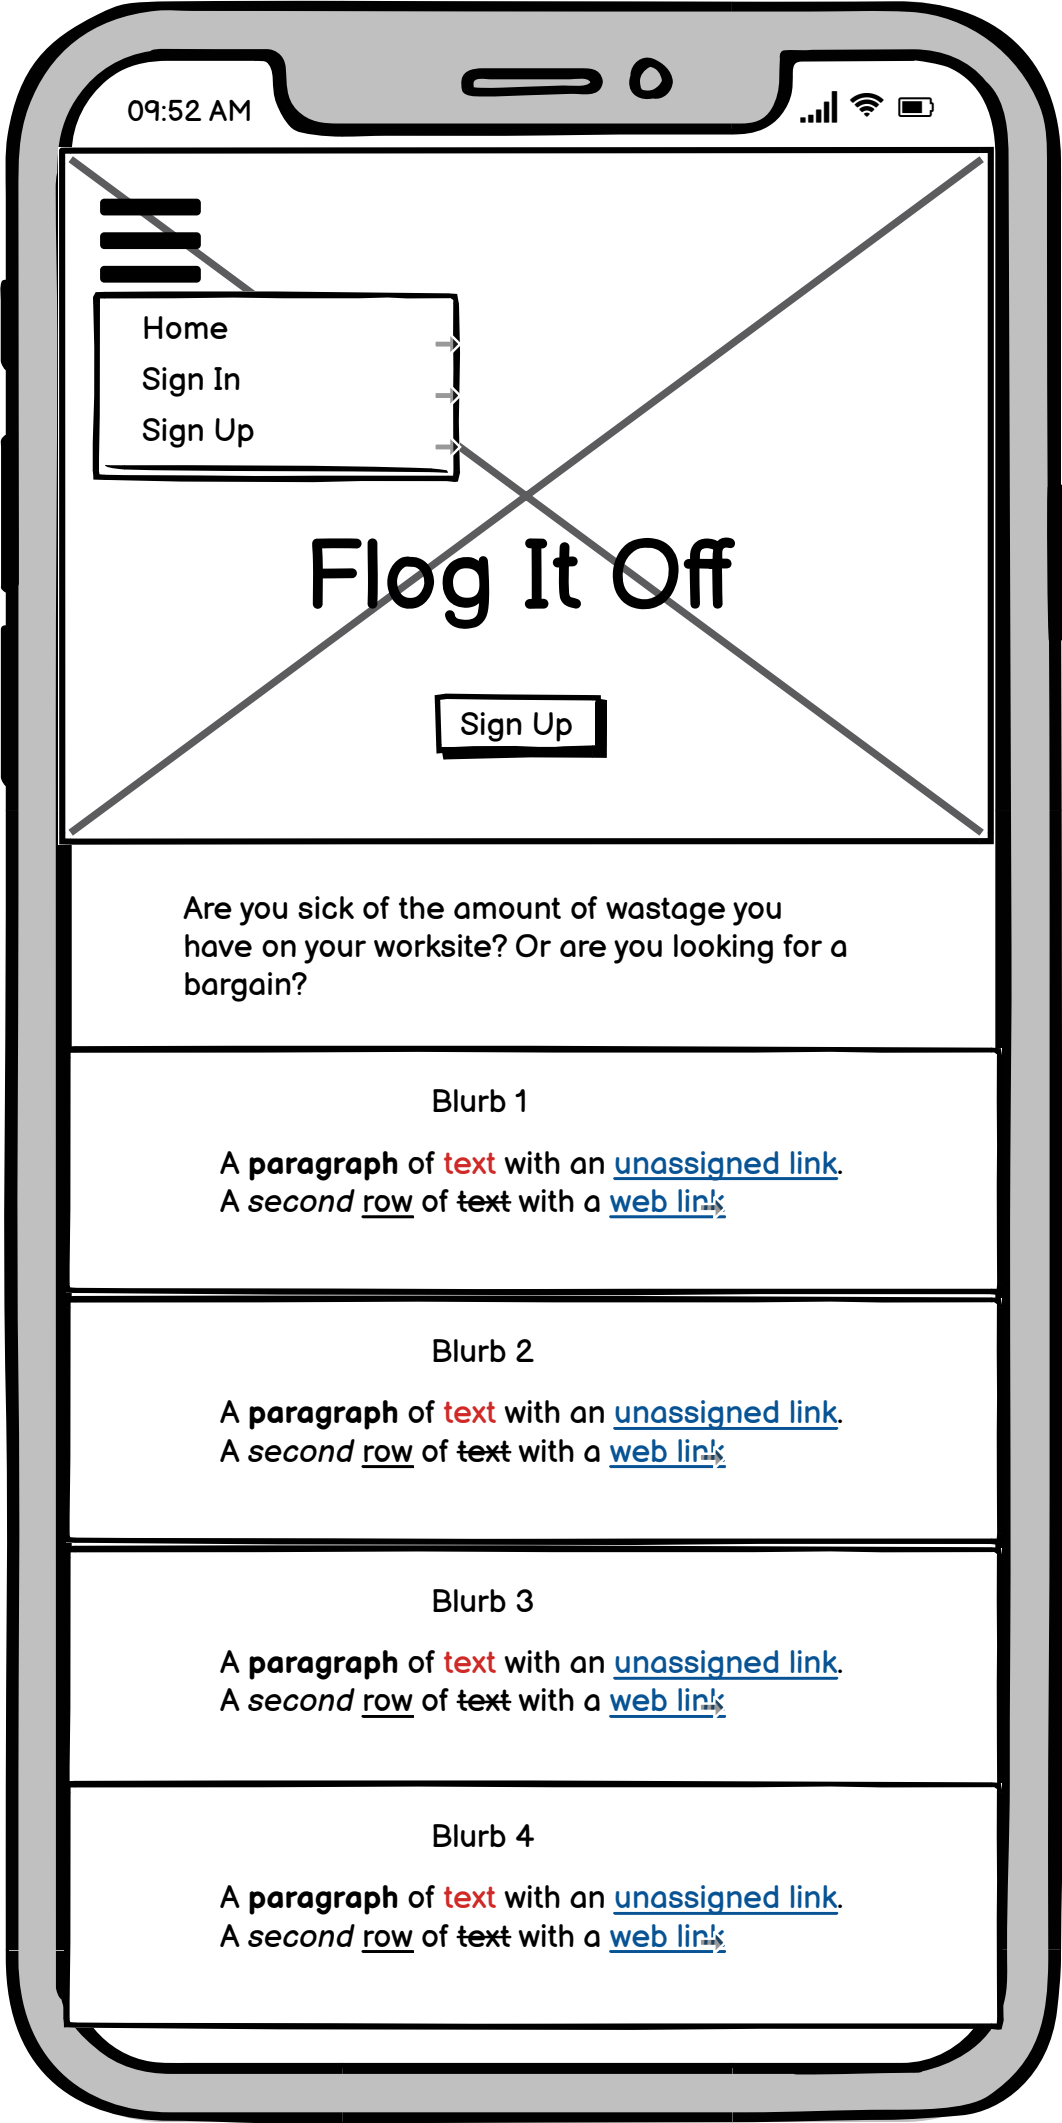 09:52 AM
Home
Sign In
Sign Up
Flog It Off
Sign Up
Are you sick of the amount of wastage you
have on your worksite? Or are you looking for a
bargain?
Blurb 1
A paragraph of text with an unassigned link.
A second row of text with a web link
Blurb 2
A paragraph of text with an unassigned link.
A second row of text with a web link
Blurb 3
A paragraph of text with an unassigned link.
A second row of text with a web link
Blurb 4
A paragraph of text with an unassigned link.
A second row of text with a web link